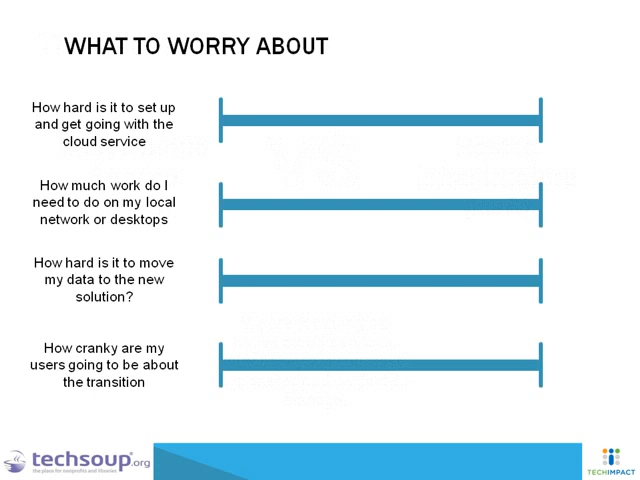 WHAT TO WORRY ABOUT
How hard is it to set up
and get going with the
cloud service
How much work do I
need to do on my local
network or desktops
How hard is it to move
my data to the new
solution?
How cranky are my
users going to be about
the transition
techsoup.org
the place for nonprofits and libraries
TECHIMPACT